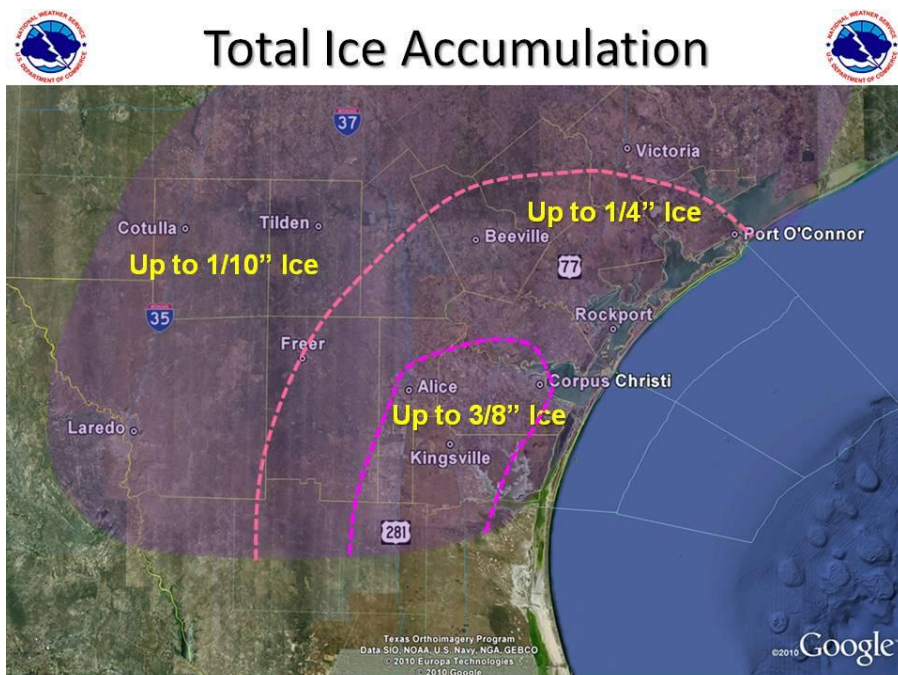 NATIONAL WEATHER SERVICE
U.S. DEPARTMENT OF COMMERCE
Total Ice Accumulation
NATIONAL WEATHER SERVICE
U.S. DEPARTMENT OF COMMERCE
37
Victoria
Up to 1/4” Ice
Cotulla
Tilden
Beeville
Port O'Connor
Up to 1/10” Ice
77
35
Rockport
Freer
Alice
Corpus Christi
Up to 3/8” Ice
Laredo
Kingsville
281
Texas Orthoimagery Program
Data SIO, NOAA, U.S. Navy, NGA, GEBCO
© 2010 Europa Technologies
© 2010 Google
©2010 Google